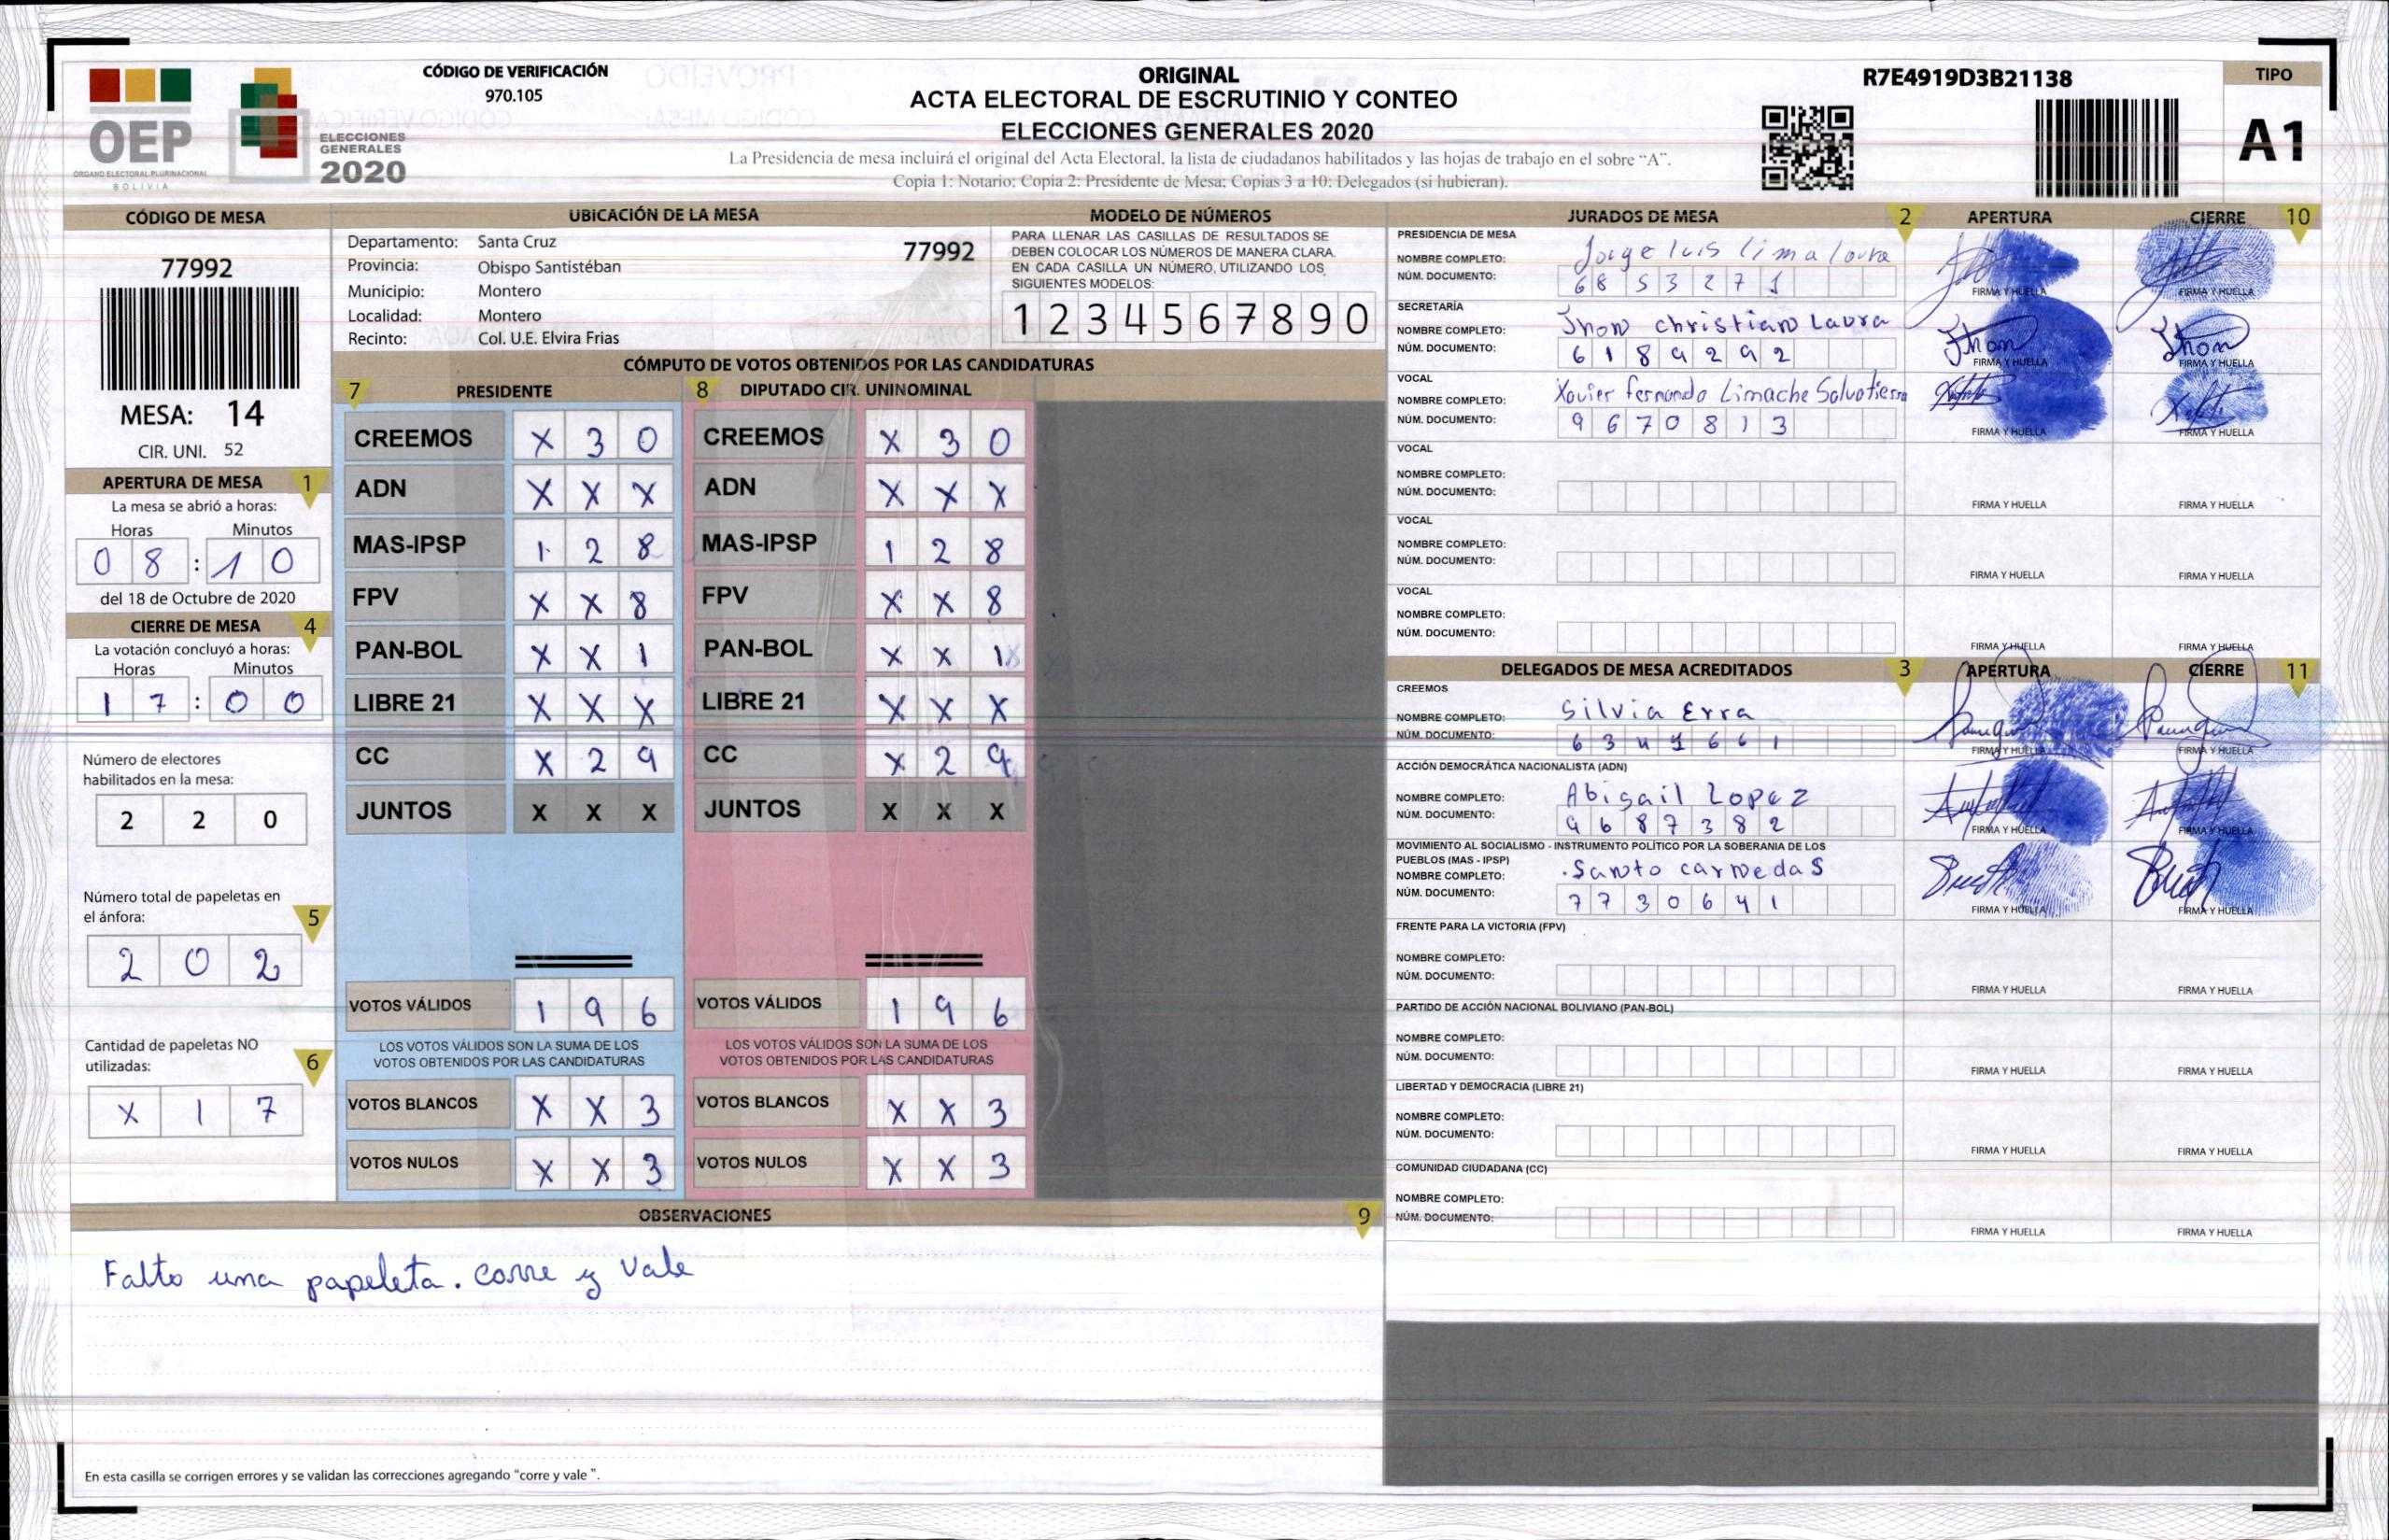 CÓDIGO DE VERIFICACIÓN
970.105
OEP
ÓRGANO ELECTORAL PLURINACIONAL
BOLIVIA
ELECCIONES
GENERALES
2020
ORIGINAL
ACTA ELECTORAL DE ESCRUTINIO Y CONTEO
ELECCIONES GENERALES 2020
La Presidencia de mesa incluirá el original del Acta Electoral, la lista de ciudadanos habilitados y las hojas de trabajo en el sobre “A”.
Copia 1: Notario; Copia 2: Presidente de Mesa; Copias 3 a 10: Delegados (si hubieran).
R7E4919D3B21138
TIPO
A1
CÓDIGO DE MESA
77992
MESA: 14
CIR. UNI. 52
APERTURA DE MESA 1
La mesa se abrió a horas:
Horas Minutos
0 8 : 1 0
del 18 de Octubre de 2020
CIERRE DE MESA 4
La votación concluyó a horas:
Horas Minutos
1 7 : 0 0
Número de electores
habilitados en la mesa:
2 2 0
Número total de papeletas en
el ánfora: 5
2 0 2
Cantidad de papeletas NO
utilizadas: 6
X 1 7
UBICACIÓN DE LA MESA
Departamento: Santa Cruz 77992
Provincia: Obispo Santistéban
Municipio: Montero
Localidad: Montero
Recinto: Col. U.E. Elvira Frias
MODELO DE NÚMEROS
PARA LLENAR LAS CASILLAS DE RESULTADOS SE
DEBEN COLOCAR LOS NÚMEROS DE MANERA CLARA.
EN CADA CASILLA UN NÚMERO, UTILIZANDO LOS
SIGUIENTES MODELOS:
1 2 3 4 5 6 7 8 9 0
CÓMPUTO DE VOTOS OBTENIDOS POR LAS CANDIDATURAS
7 PRESIDENTE
CREEMOS X 3 0
ADN X X X
MAS-IPSP 1 2 8
FPV X X 8
PAN-BOL X X 1
LIBRE 21 X X X
CC X 2 9
JUNTOS X X X
VOTOS VÁLIDOS 1 9 6
LOS VOTOS VÁLIDOS SON LA SUMA DE LOS
VOTOS OBTENIDOS POR LAS CANDIDATURAS
VOTOS BLANCOS X X 3
VOTOS NULOS X X 3
8 DIPUTADO CIR. UNINOMINAL
CREEMOS X 3 0
ADN X X X
MAS-IPSP 1 2 8
FPV X X 8
PAN-BOL X X 1
LIBRE 21 X X X
CC X 2 9
JUNTOS X X X
VOTOS VÁLIDOS 1 9 6
LOS VOTOS VÁLIDOS SON LA SUMA DE LOS
VOTOS OBTENIDOS POR LAS CANDIDATURAS
VOTOS BLANCOS X X 3
VOTOS NULOS X X 3
OBSERVACIONES 9
Falto una papeleta. corre y vale
En esta casilla se corrigen errores y se validan las correcciones agregando “corre y vale ”.
JURADOS DE MESA 2 APERTURA CIERRE 10
PRESIDENCIA DE MESA
NOMBRE COMPLETO: Jorge luis lima
NÚM. DOCUMENTO: 6 8 5 3 2 7 1
FIRMA Y HUELLA FIRMA Y HUELLA
SECRETARÍA
NOMBRE COMPLETO: Jhon christian Laura
NÚM. DOCUMENTO: 6 1 8 9 2 9 2
FIRMA Y HUELLA FIRMA Y HUELLA
VOCAL
NOMBRE COMPLETO: Xavier fernando Limache Salvatierra
NÚM. DOCUMENTO: 9 6 7 0 8 1 3
FIRMA Y HUELLA FIRMA Y HUELLA
VOCAL
NOMBRE COMPLETO:
NÚM. DOCUMENTO:
FIRMA Y HUELLA FIRMA Y HUELLA
VOCAL
NOMBRE COMPLETO:
NÚM. DOCUMENTO:
FIRMA Y HUELLA FIRMA Y HUELLA
VOCAL
NOMBRE COMPLETO:
NÚM. DOCUMENTO:
FIRMA Y HUELLA FIRMA Y HUELLA
DELEGADOS DE MESA ACREDITADOS 3 APERTURA CIERRE 11
CREEMOS
NOMBRE COMPLETO: Silvia Erra
NÚM. DOCUMENTO: 6 3 4 1 6 6 1
FIRMA Y HUELLA FIRMA Y HUELLA
ACCIÓN DEMOCRÁTICA NACIONALISTA (ADN)
NOMBRE COMPLETO: Abigail Lopez
NÚM. DOCUMENTO: 9 6 8 7 3 8 2
FIRMA Y HUELLA FIRMA Y HUELLA
MOVIMIENTO AL SOCIALISMO - INSTRUMENTO POLÍTICO POR LA SOBERANIA DE LOS
PUEBLOS (MAS - IPSP)
NOMBRE COMPLETO: Santo carnedas
NÚM. DOCUMENTO: 7 7 3 0 6 4 1
FIRMA Y HUELLA FIRMA Y HUELLA
FRENTE PARA LA VICTORIA (FPV)
NOMBRE COMPLETO:
NÚM. DOCUMENTO:
FIRMA Y HUELLA FIRMA Y HUELLA
PARTIDO DE ACCIÓN NACIONAL BOLIVIANO (PAN-BOL)
NOMBRE COMPLETO:
NÚM. DOCUMENTO:
FIRMA Y HUELLA FIRMA Y HUELLA
LIBERTAD Y DEMOCRACIA (LIBRE 21)
NOMBRE COMPLETO:
NÚM. DOCUMENTO:
FIRMA Y HUELLA FIRMA Y HUELLA
COMUNIDAD CIUDADANA (CC)
NOMBRE COMPLETO:
NÚM. DOCUMENTO:
FIRMA Y HUELLA FIRMA Y HUELLA